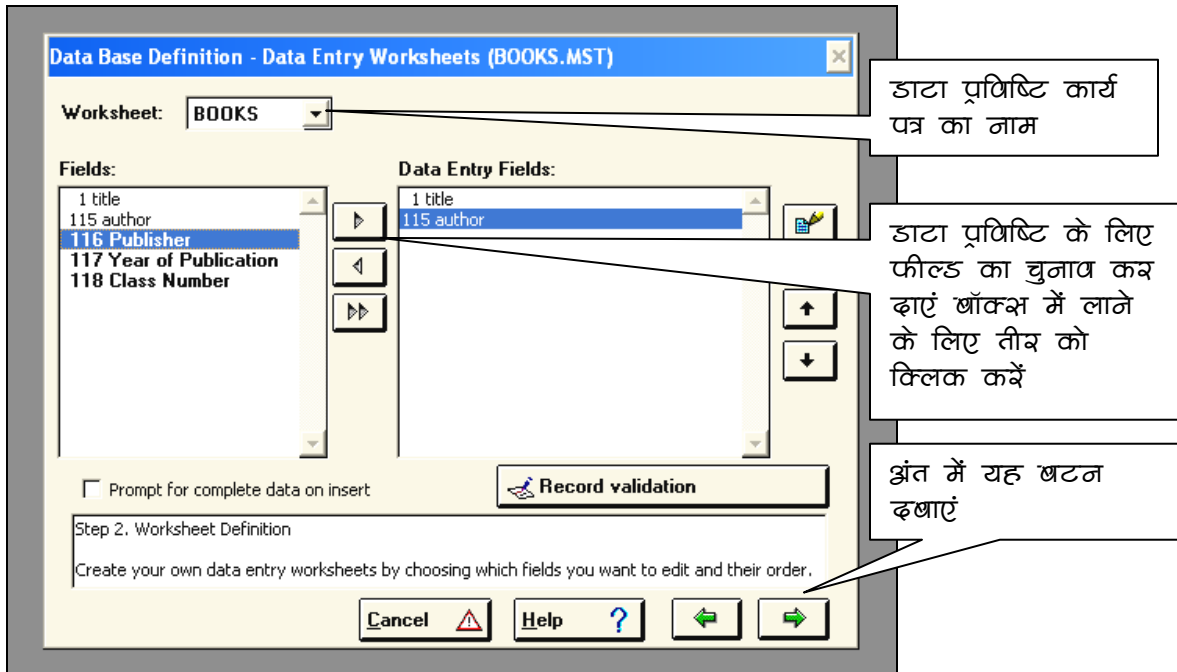 Data Base Definition - Data Entry Worksheets (BOOKS.MST)
Worksheet: BOOKS
Fields:
1 title
115 author
116 Publisher
117 Year of Publication
118 Class Number
Data Entry Fields:
1 title
115 author
Prompt for complete data on insert
Record validation
Step 2. Worksheet Definition
Create your own data entry worksheets by choosing which fields you want to edit and their order.
Cancel
Help ?
डाटा प्रविष्टि कार्य
पत्र का नाम
डाटा प्रविष्टि के लिए
फील्ड का चुनाव कर
दाएं बॉक्स में लाने
के लिए तीर को
क्लिक करें
अंत में यह बटन
दबाएं